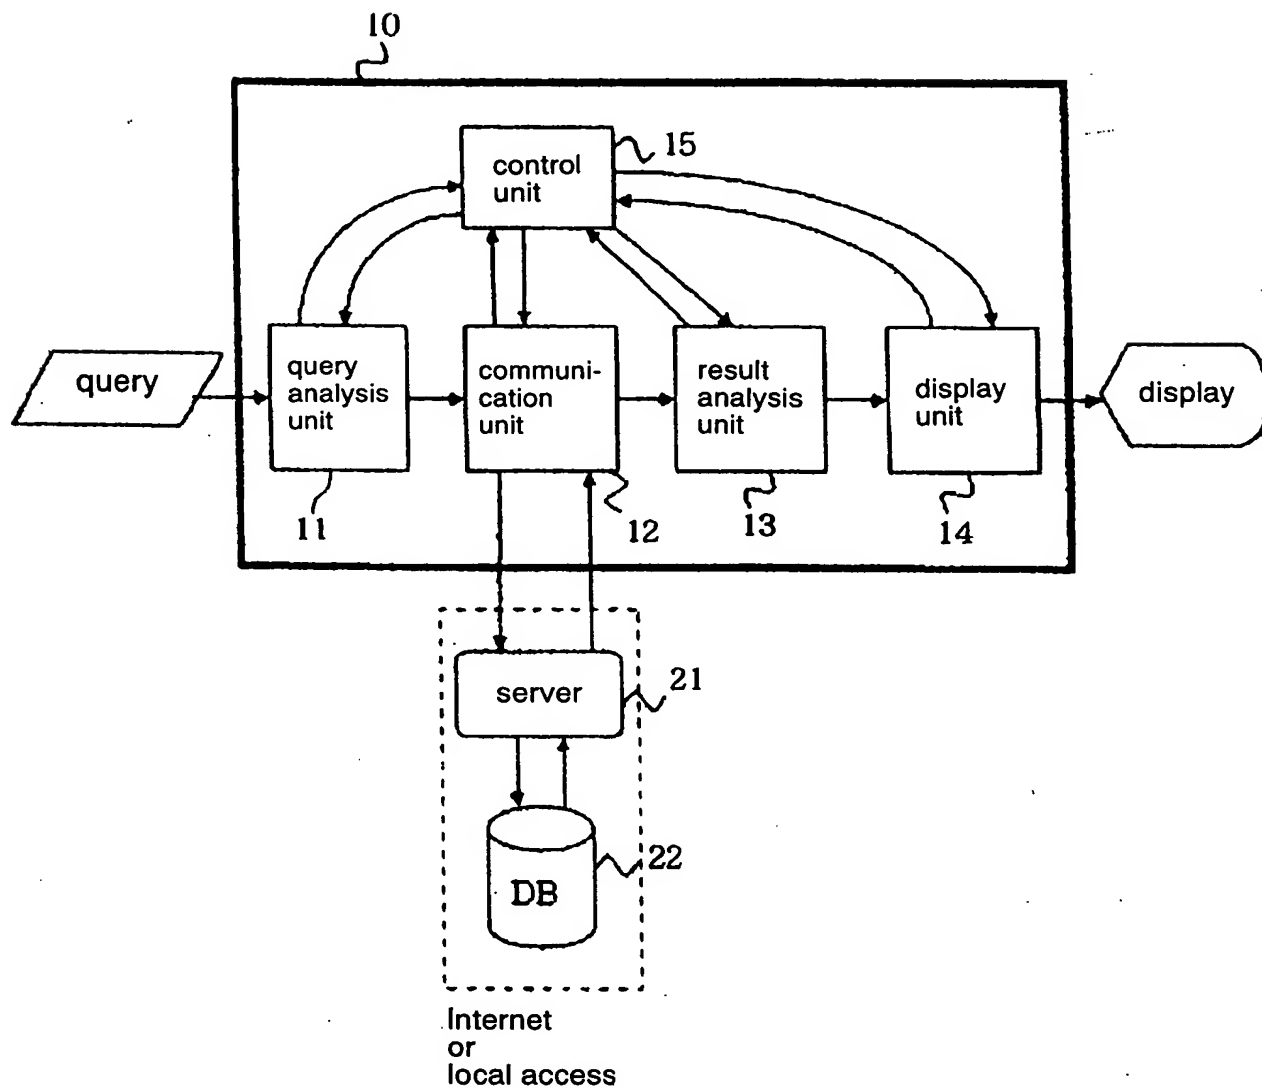 10
15
control
unit
query
query
analysis
unit
communi-
cation
unit
result
analysis
unit
display
unit
display
11
12
13
14
server
21
DB
22
Internet
or
local access